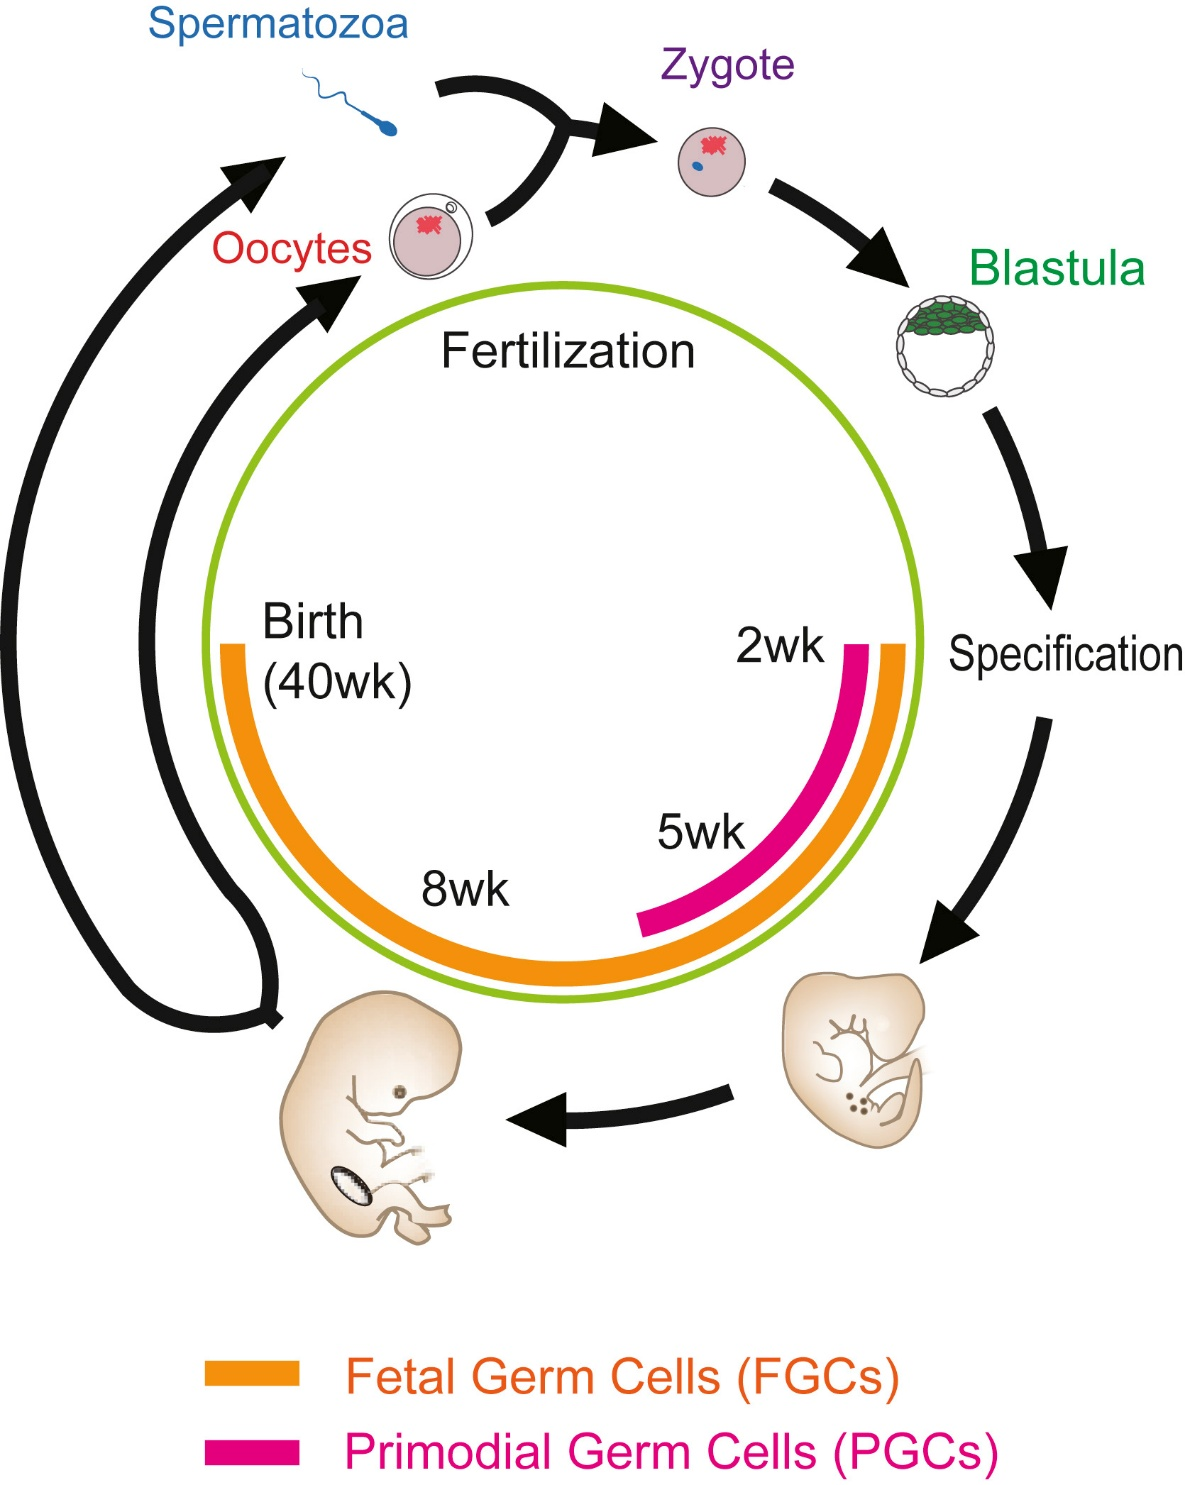 Spermatozoa
Zygote
Oocytes
Blastula
Fertilization
Birth
(40wk)
2wk
Specification
5wk
8wk
Fetal Germ Cells (FGCs)
Primodial Germ Cells (PGCs)